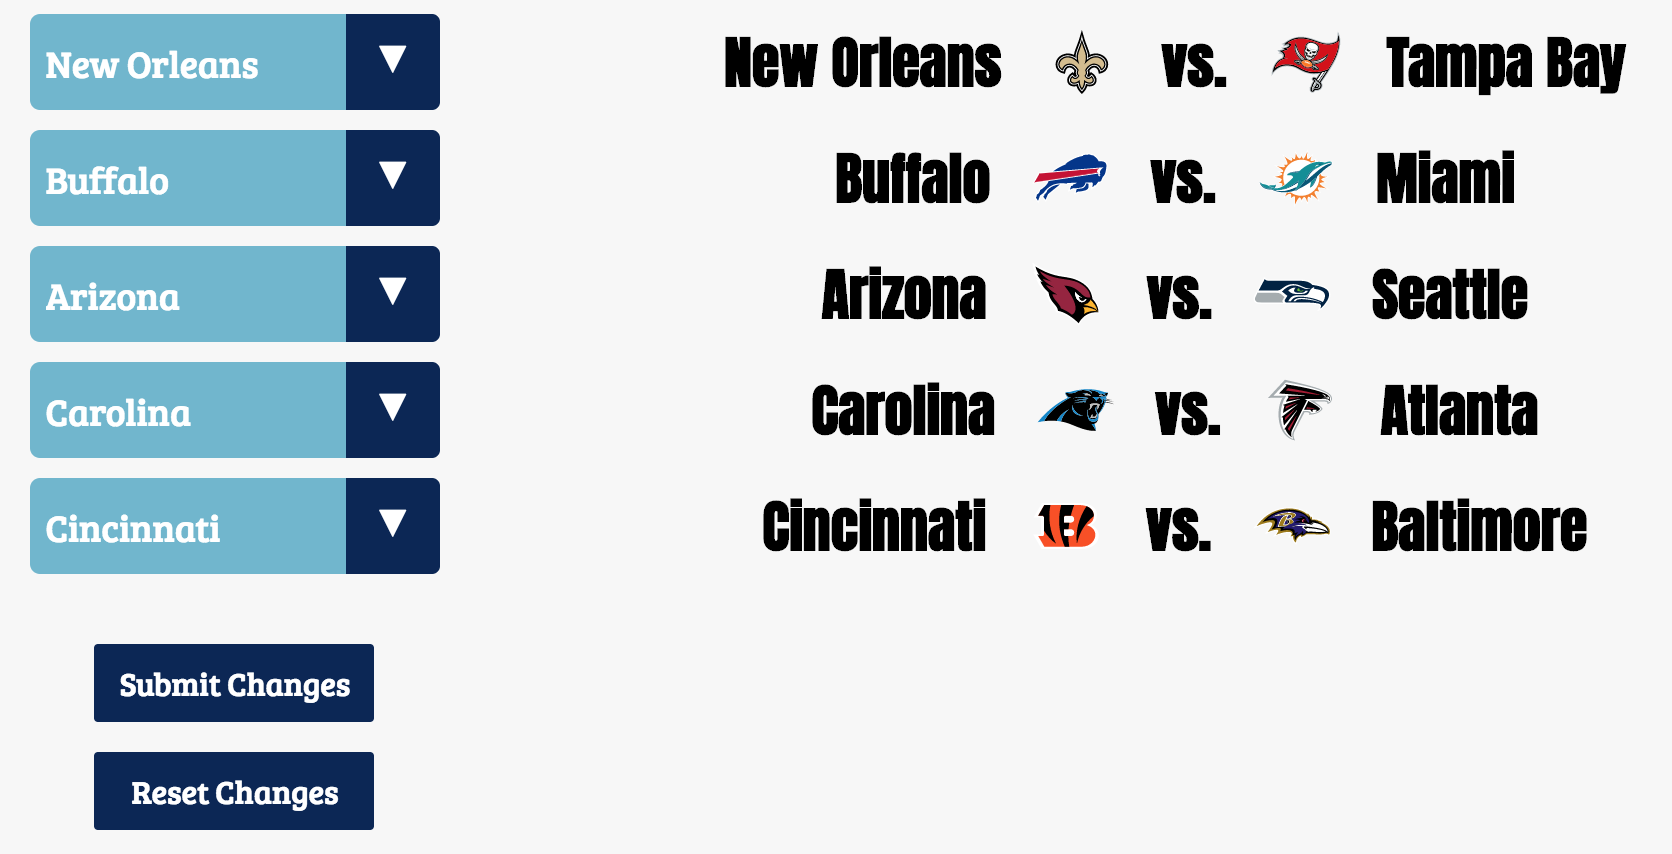 New Orleans ▼ New Orleans vs. Tampa Bay
Buffalo ▼ Buffalo vs. Miami
Arizona ▼ Arizona vs. Seattle
Carolina ▼ Carolina vs. Atlanta
Cincinnati ▼ Cincinnati vs. Baltimore
Submit Changes
Reset Changes